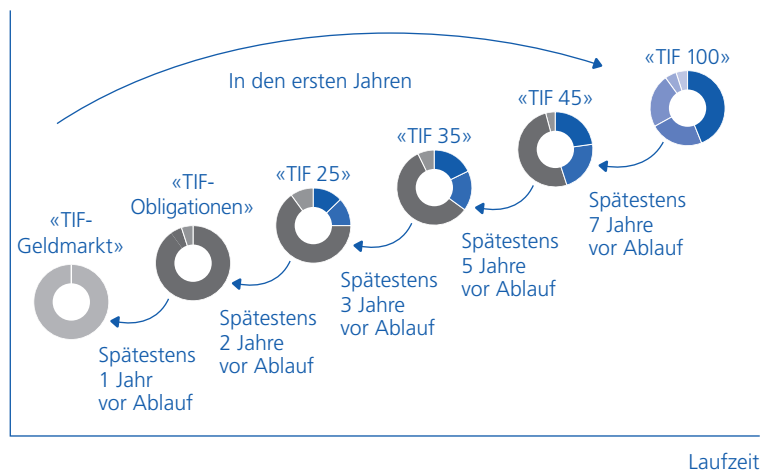 «TIF 100»
In den ersten Jahren
«TIF 45»
«TIF 35»
«TIF 25»
«TIF-
Obligationen»
«TIF-
Geldmarkt»
Spätestens
7 Jahre
vor Ablauf
Spätestens
5 Jahre
vor Ablauf
Spätestens
3 Jahre
vor Ablauf
Spätestens
2 Jahre
vor Ablauf
Spätestens
1 Jahr
vor Ablauf
Laufzeit